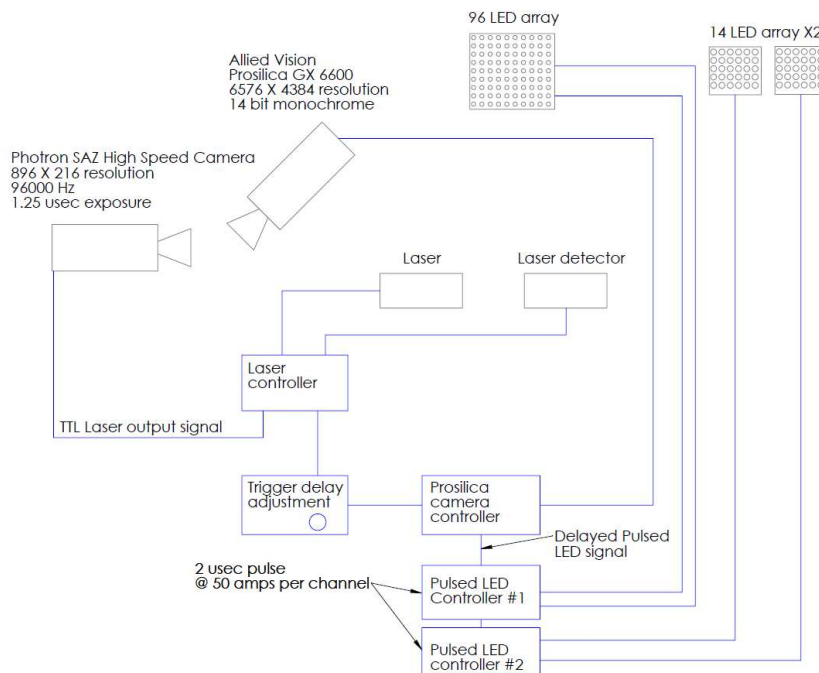 96 LED array
14 LED array X2
Allied Vision
Prosilica GX 6600
6576 X 4384 resolution
14 bit monochrome
Photron SAZ High Speed Camera
896 X 216 resolution
96000 Hz
1.25 usec exposure
Laser
Laser detector
Laser
controller
TTL Laser output signal
Trigger delay
adjustment
Prosilica
camera
controller
Delayed Pulsed
LED signal
2 usec pulse
@ 50 amps per channel
Pulsed LED
Controller #1
Pulsed LED
controller #2